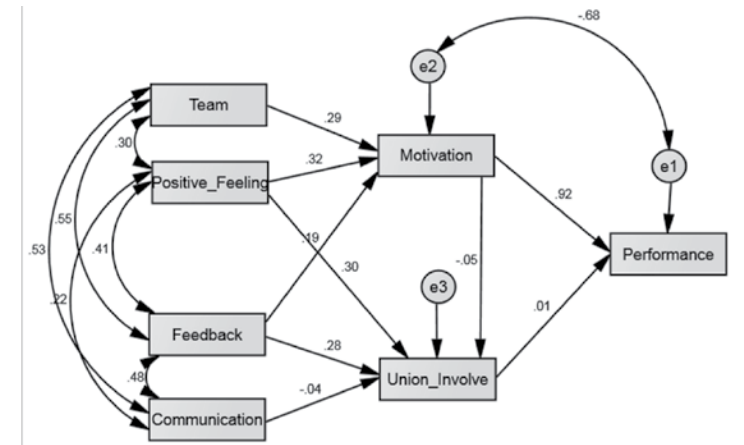 -.68
e2
Team
.29
.30
Motivation
.32
e1
Positive_Feeling
.92
.55
.19
.53
.41
-.05
Performance
.30
e3
.22
.01
Feedback
.28
Union_Involve
.48
-.04
Communication